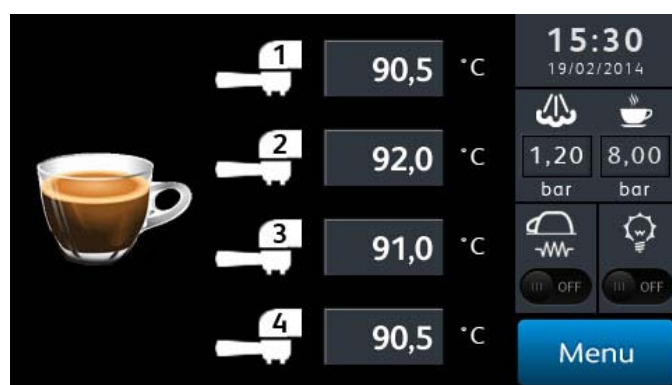 1 90,5 °C
2 92,0 °C
3 91,0 °C
4 90,5 °C
15:30
19/02/2014
1,20 8,00
bar bar
OFF OFF
Menu